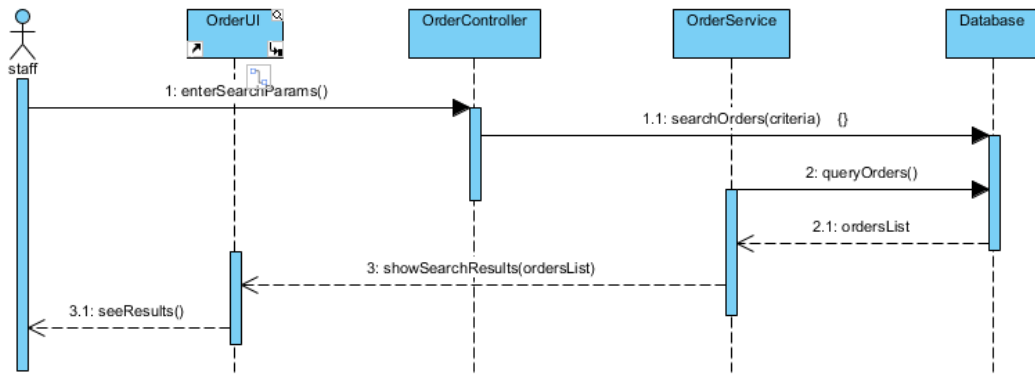 OrderUI
OrderController
OrderService
Database
staff
1: enterSearchParams()
1.1: searchOrders(criteria) {}
2: queryOrders()
2.1: ordersList
3: showSearchResults(ordersList)
3.1: seeResults()